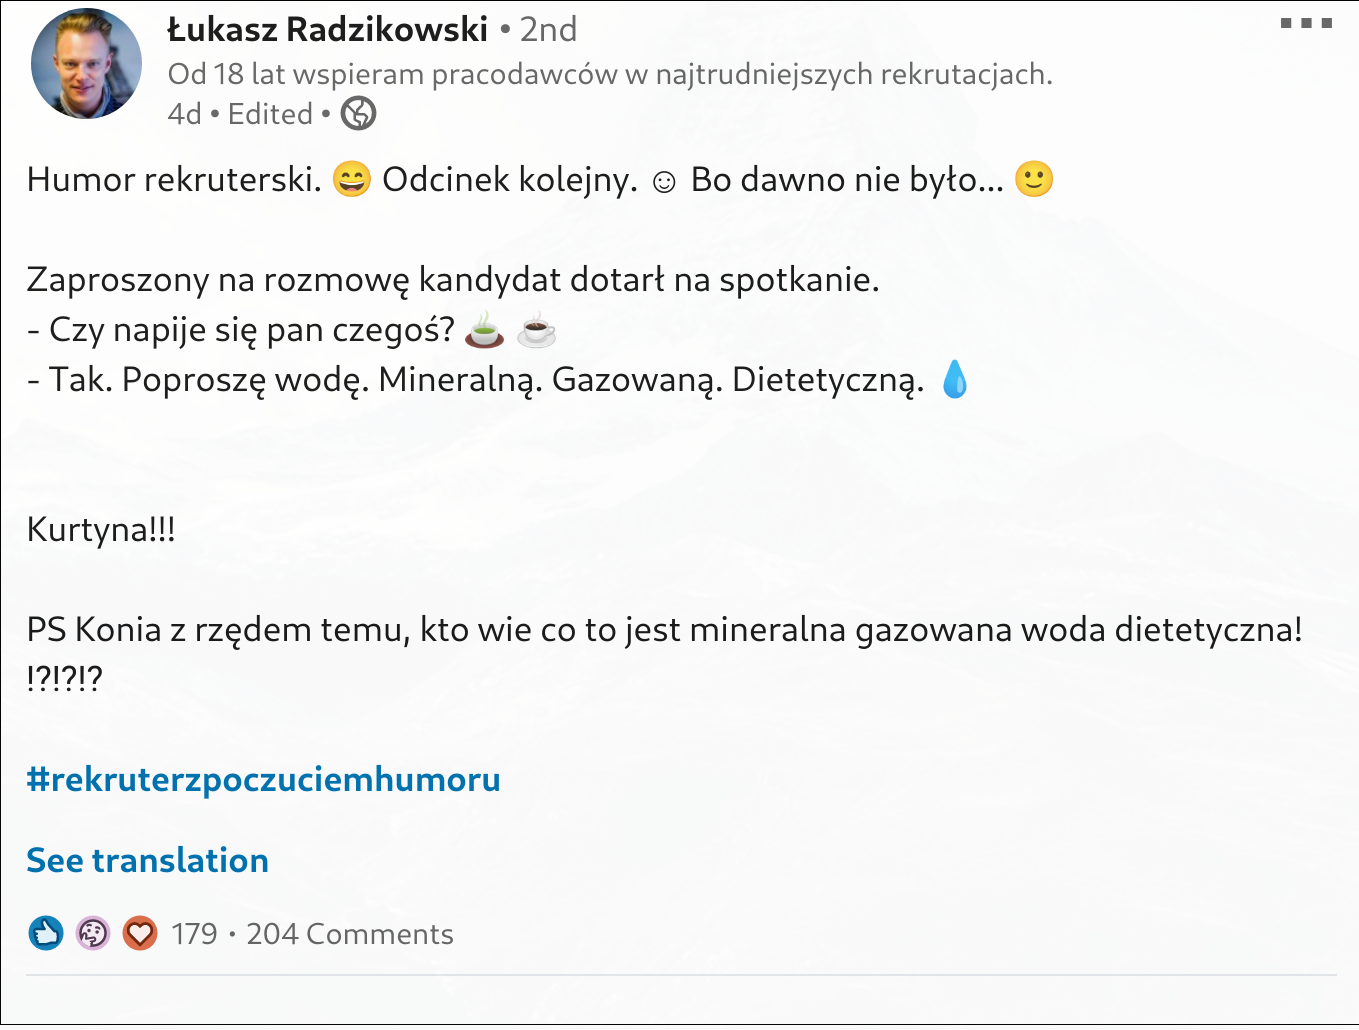 Łukasz Radzikowski • 2nd
Od 18 lat wspieram pracodawców w najtrudniejszych rekrutacjach.
4d • Edited •
Humor rekruterski. 😄 Odcinek kolejny. ☺ Bo dawno nie było... 🙂
Zaproszony na rozmowę kandydat dotarł na spotkanie.
- Czy napije się pan czegoś? 🍵 ☕
- Tak. Poproszę wodę. Mineralną. Gazowaną. Dietetyczną. 💧
Kurtyna!!!
PS Konia z rzędem temu, kto wie co to jest mineralna gazowana woda dietetyczna!
!?!?!?
#rekruterzpoczuciemhumoru
See translation
179 • 204 Comments